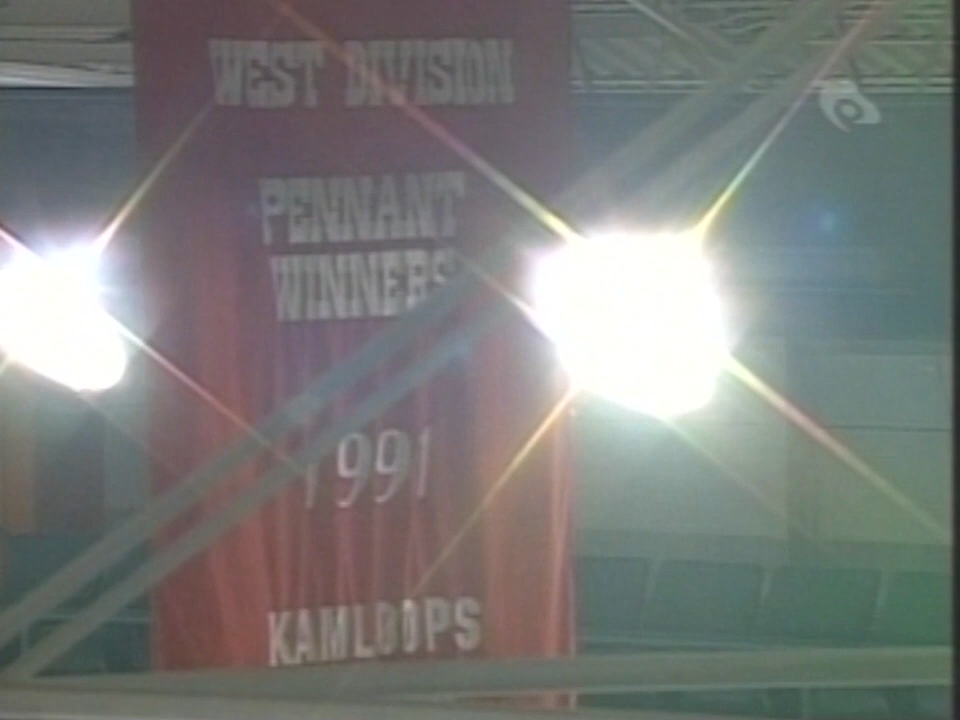 WEST DIVISION
PENNANT
WINNERS
1991
KAMLOOPS